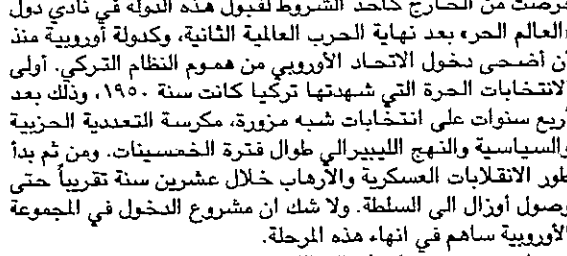 فرضت من الخارج كأحد الشروط لقبول هذه الدولة في نادي دول
«العالم الحر» بعد نهاية الحرب العالمية الثانية، وكدولة أوروبية منذ
أن أضحى دخول الاتحاد الأوروبي من هموم النظام التركي. أولى
الانتخابات الحرة التي شهدتها تركيا كانت سنة ١٩٥٠، وذلك بعد
أربع سنوات على انتخابات شبه مزورة، مكرسة التعددية الحزبية
والسياسية والنهج الليبرالي طوال فترة الخمسينات. ومن ثم بدأ
طور الانقلابات العسكرية والأرهاب خلال عشرين سنة تقريباً حتى
وصول أوزال الى السلطة. ولا شك ان مشروع الدخول في المجموعة
الأوروبية ساهم في انهاء هذه المرحلة.